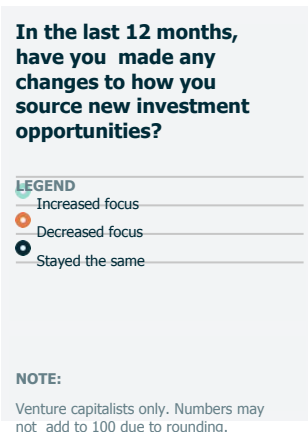 In the last 12 months,
have you made any
changes to how you
source new investment
opportunities?
LEGEND
Increased focus
Decreased focus
Stayed the same
NOTE:
Venture capitalists only. Numbers may
not add to 100 due to rounding.